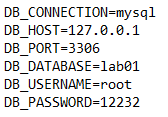 DB_CONNECTION=mysql
DB_HOST=127.0.0.1
DB_PORT=3306
DB_DATABASE=lab01
DB_USERNAME=root
DB_PASSWORD=12232